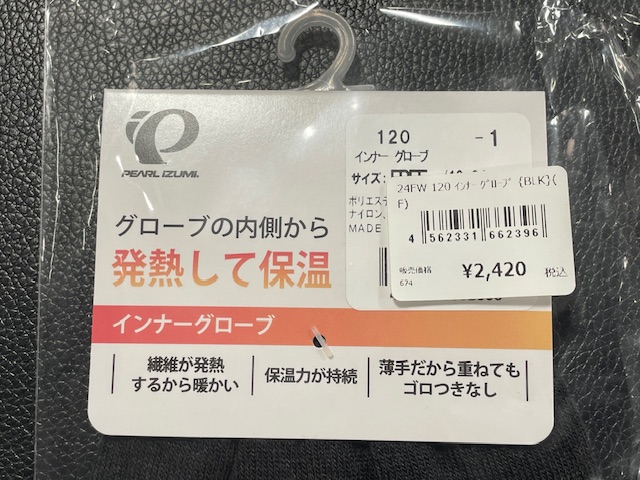 PEARL iZUMi.
グローブの内側から
発熱して保温
インナーグローブ
繊維が発熱
するから暖かい
保温力が持続
薄手だから重ねても
ゴロつきなし
120 -1
インナー グローブ
サイズ:
ポリエステ
ナイロン、
MADE
24FW 120 インナーグローブ {BLK}(
F)
4 562331 662396
販売価格
¥2,420 税込
674